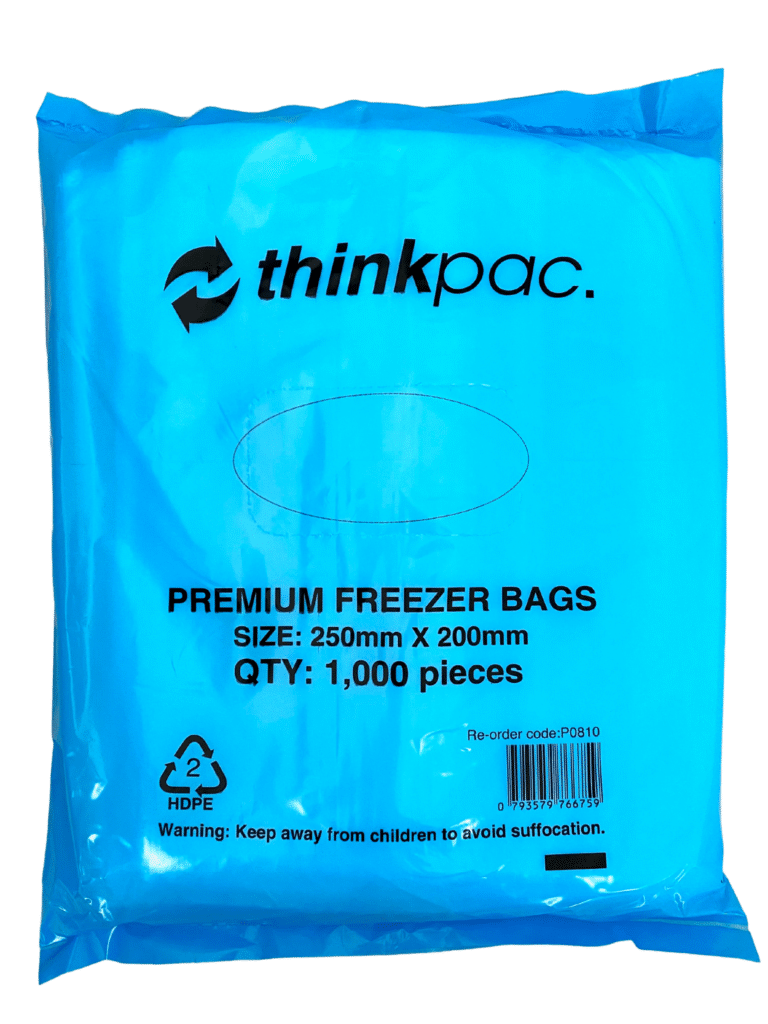 thinkpac.
PREMIUM FREEZER BAGS
SIZE: 250mm X 200mm
QTY: 1,000 pieces
Re-order code:P0810
2
HDPE
0 793579 766759
Warning: Keep away from children to avoid suffocation.